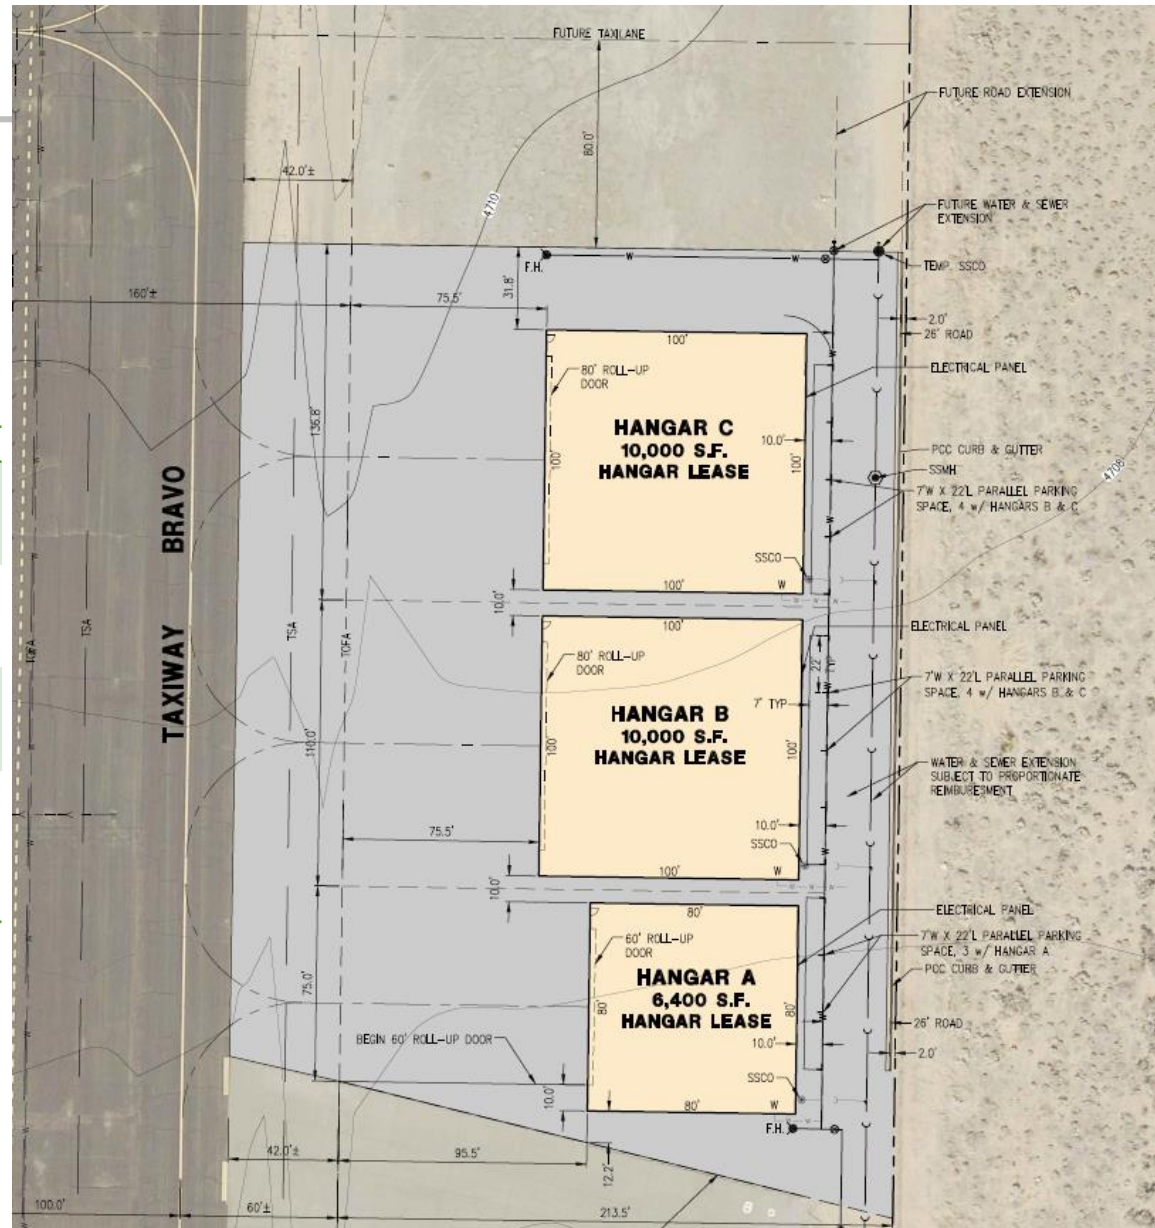 FUTURE TAXILANE
80.0'
FUTURE ROAD EXTENSION
42.0'±
4710
FUTURE WATER & SEWER
EXTENSION
TEMP. SSCO
F.H.
W
W
160'±
75.5'
31.8'
2.0'
26' ROAD
100'
ELECTRICAL PANEL
80' ROLL-UP
DOOR
136.8'
HANGAR C
10,000 S.F.
HANGAR LEASE
10.0'
100'
100'
PCC CURB & GUTTER
SSMH
4708
7'W X 22'L PARALLEL PARKING
SPACE, 4 w/ HANGARS B & C
TAXIWAY BRAVO
SSCO
100'
W
10.0'
TOFA
TSA
TSA
TOFA
100'
ELECTRICAL PANEL
80' ROLL-UP
DOOR
22'
TYP
7'W X 22'L PARALLEL PARKING
SPACE, 4 w/ HANGARS B & C
7' TYP
HANGAR B
10,000 S.F.
HANGAR LEASE
110.0'
100'
100'
WATER & SEWER EXTENSION
SUBJECT TO PROPORTIONATE
REIMBURESMENT
75.5'
10.0'
SSCO
100'
W
10.0'
80'
ELECTRICAL PANEL
60' ROLL-UP
DOOR
7'W X 22'L PARALLEL PARKING
SPACE, 3 w/ HANGAR A
PCC CURB & GUTTER
75.0'
HANGAR A
6,400 S.F.
HANGAR LEASE
80'
80'
26' ROAD
BEGIN 60' ROLL-UP DOOR
10.0'
2.0'
SSCO
10.0'
80'
W
F.H.
42.0'±
95.5'
12.2'
100.0'
60'±
213.5'